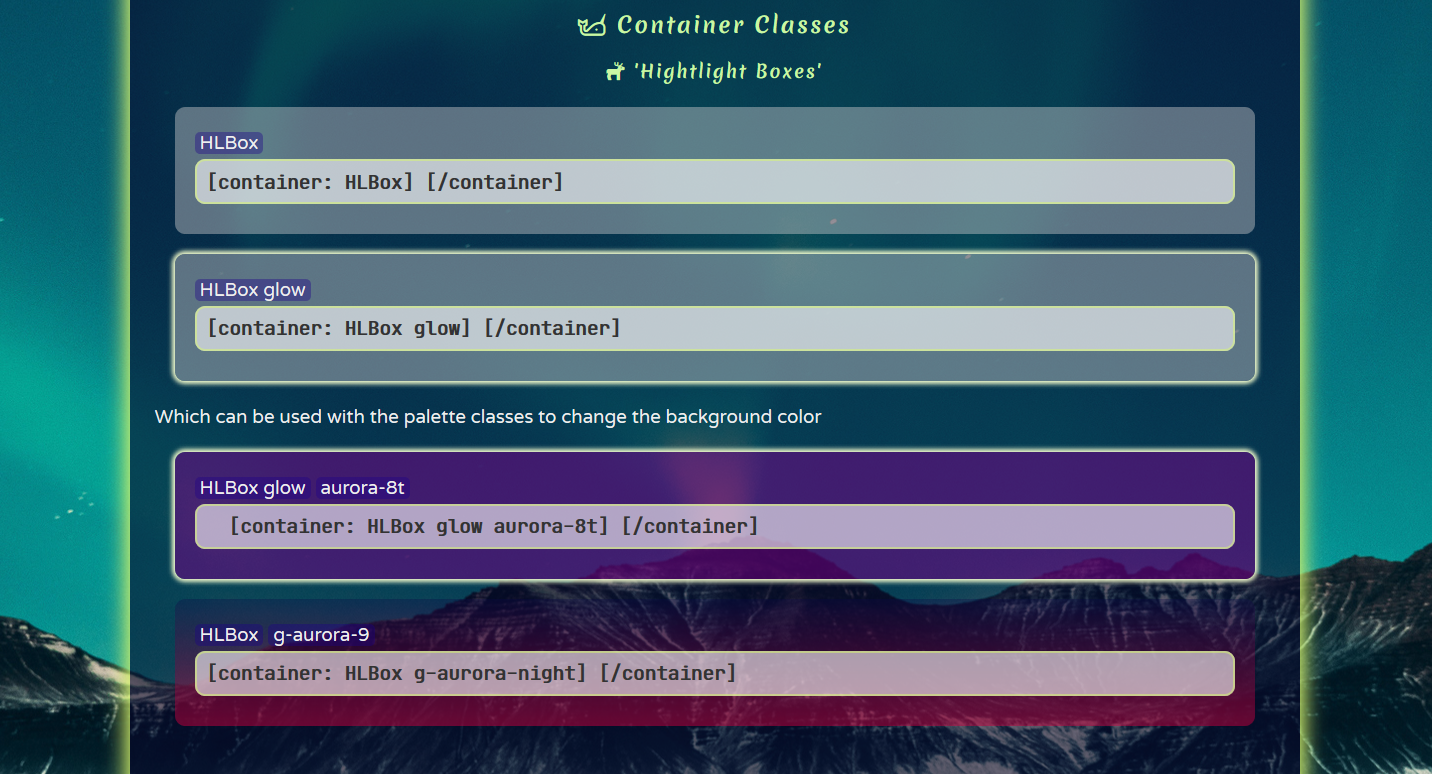 Container Classes
'Hightlight Boxes'
HLBox
[container: HLBox] [/container]
HLBox glow
[container: HLBox glow] [/container]
Which can be used with the palette classes to change the background color
HLBox glow aurora-8t
[container: HLBox glow aurora-8t] [/container]
HLBox g-aurora-9
[container: HLBox g-aurora-night] [/container]